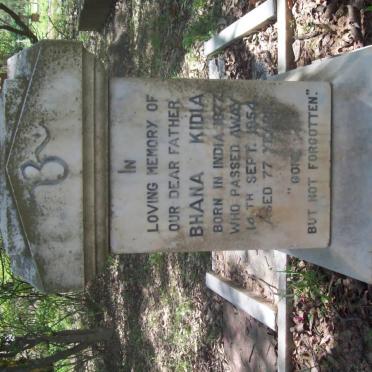 IN
LOVING MEMORY OF
OUR DEAR FATHER
BHANA KIDIA
BORN IN INDIA 1877
WHO PASSED AWAY
14TH SEPT. 1954.
AGED 77 YEARS
"GONE
BUT NOT FORGOTTEN."